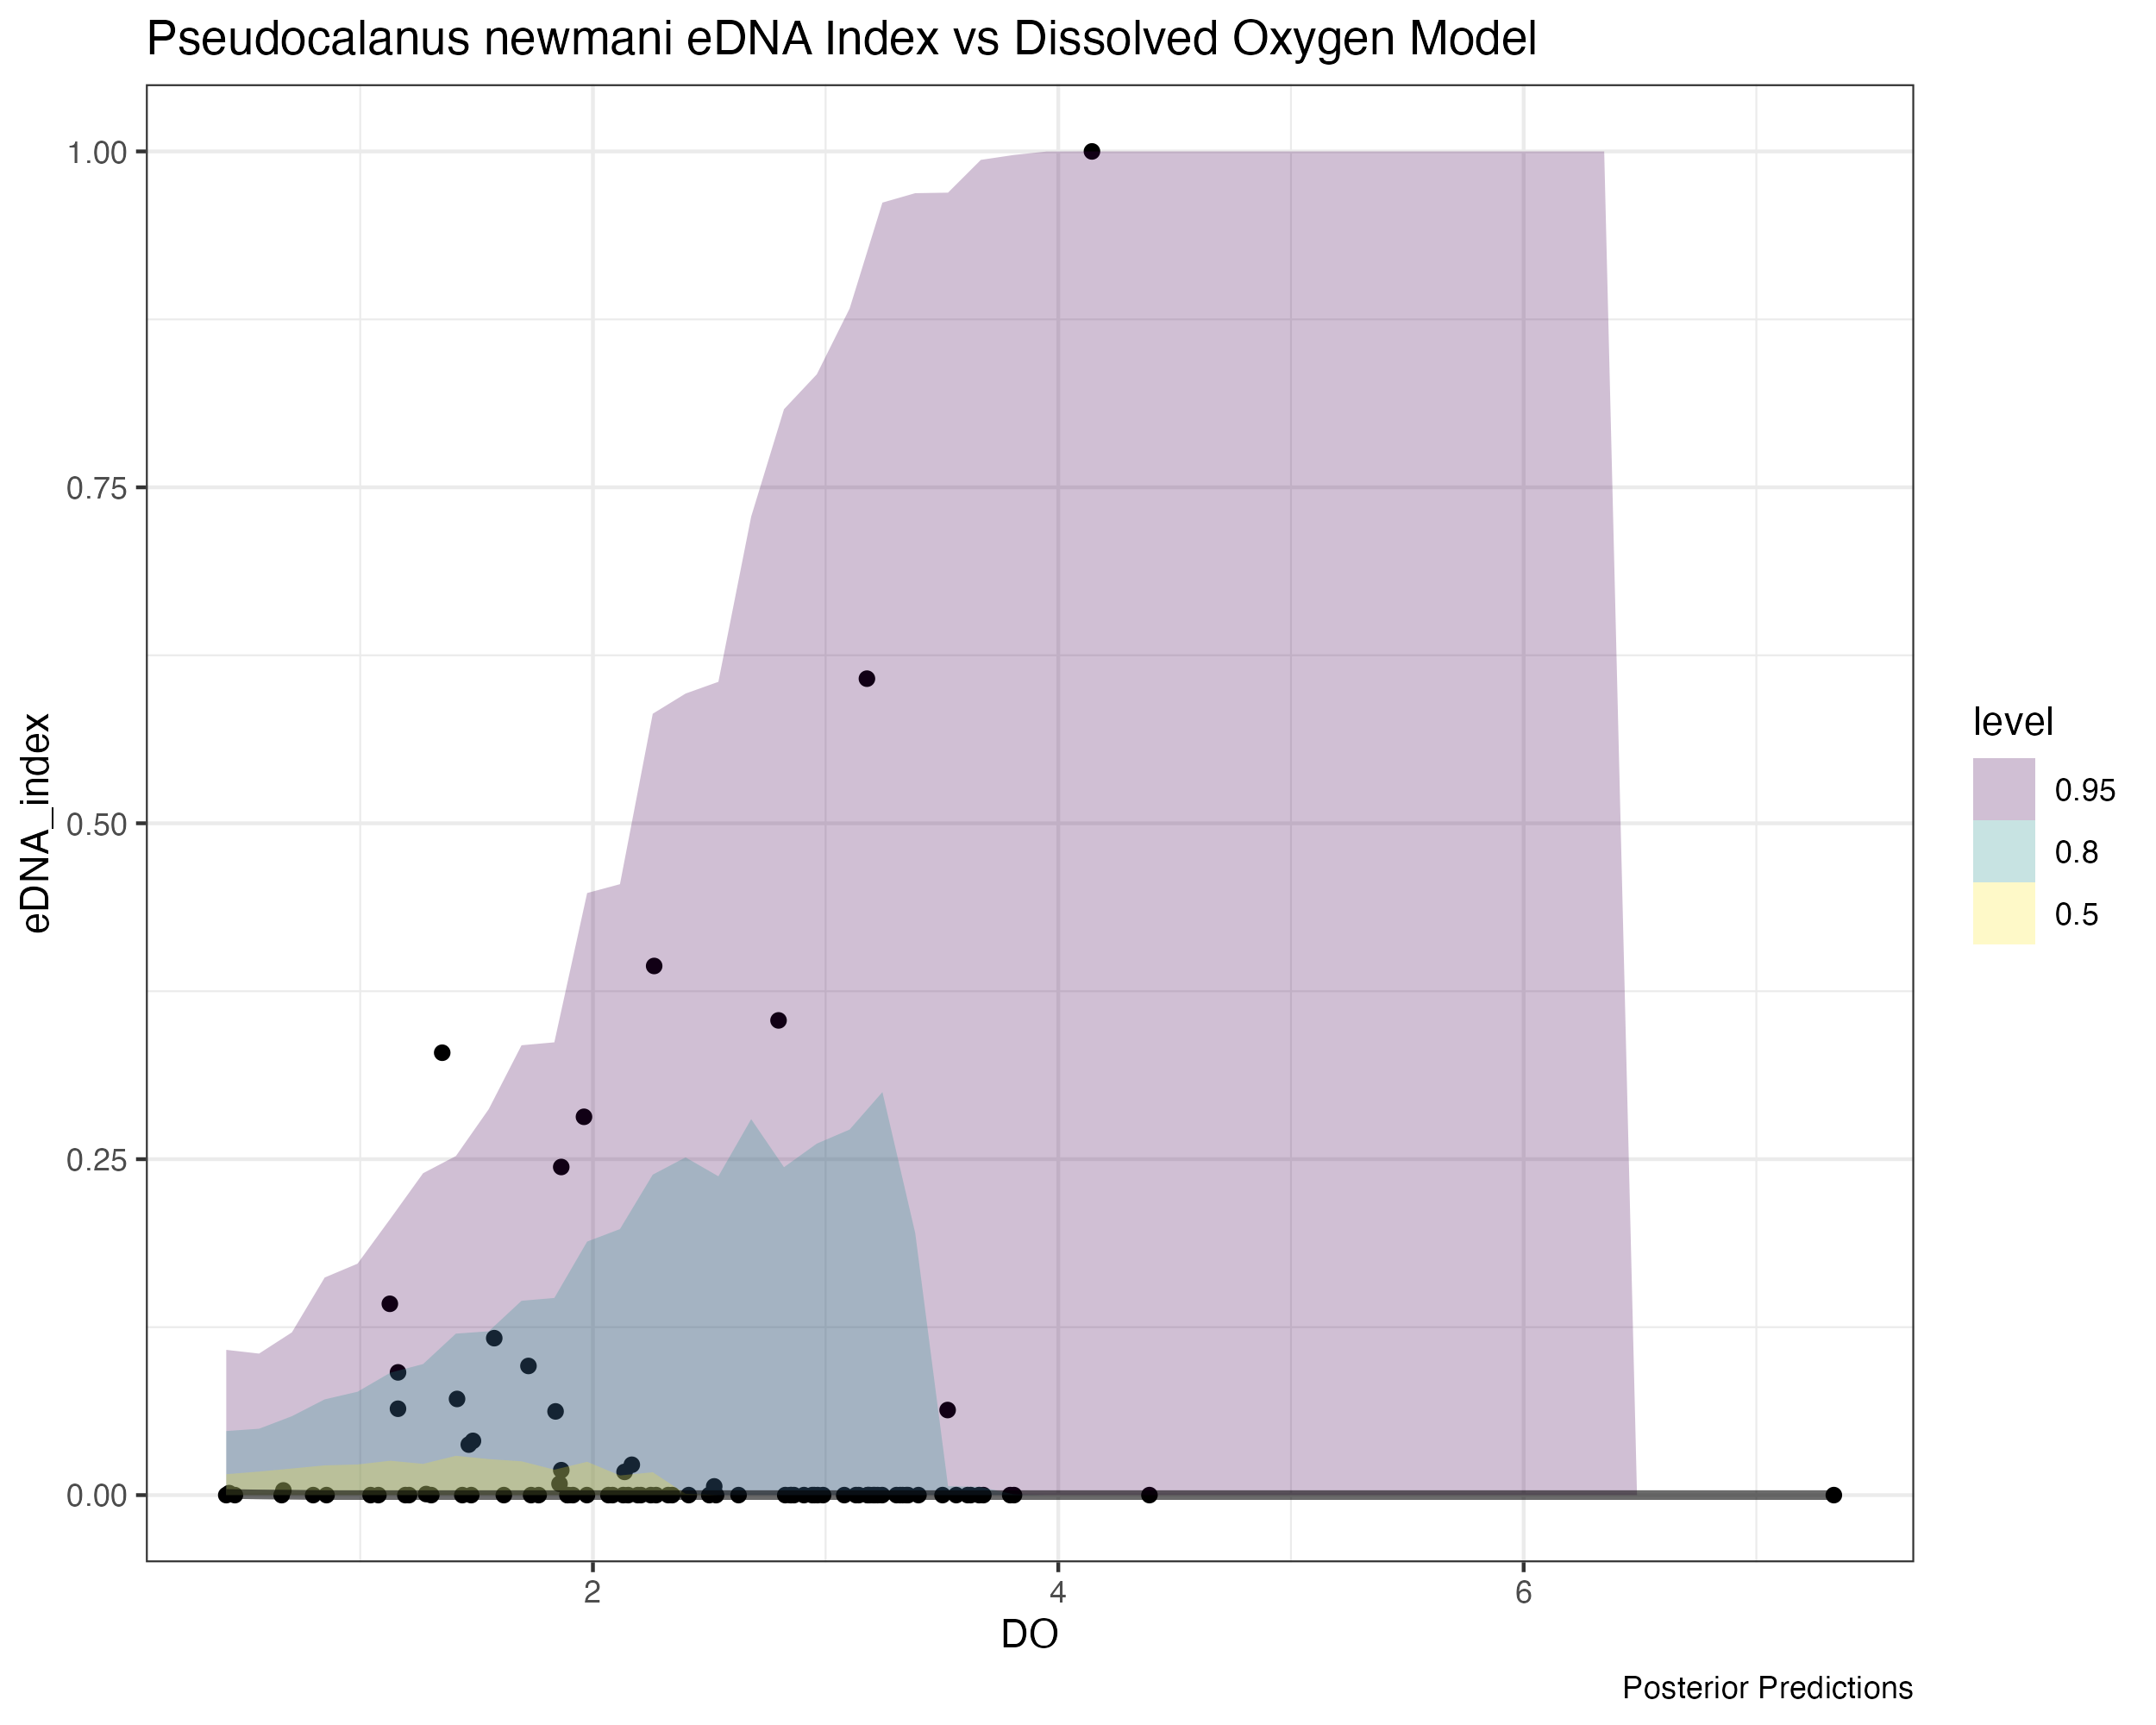 Pseudocalanus newmani eDNA Index vs Dissolved Oxygen Model
1.00
0.75
0.50
0.25
0.00
eDNA_index
2 4 6
DO
level
0.95
0.8
0.5
Posterior Predictions